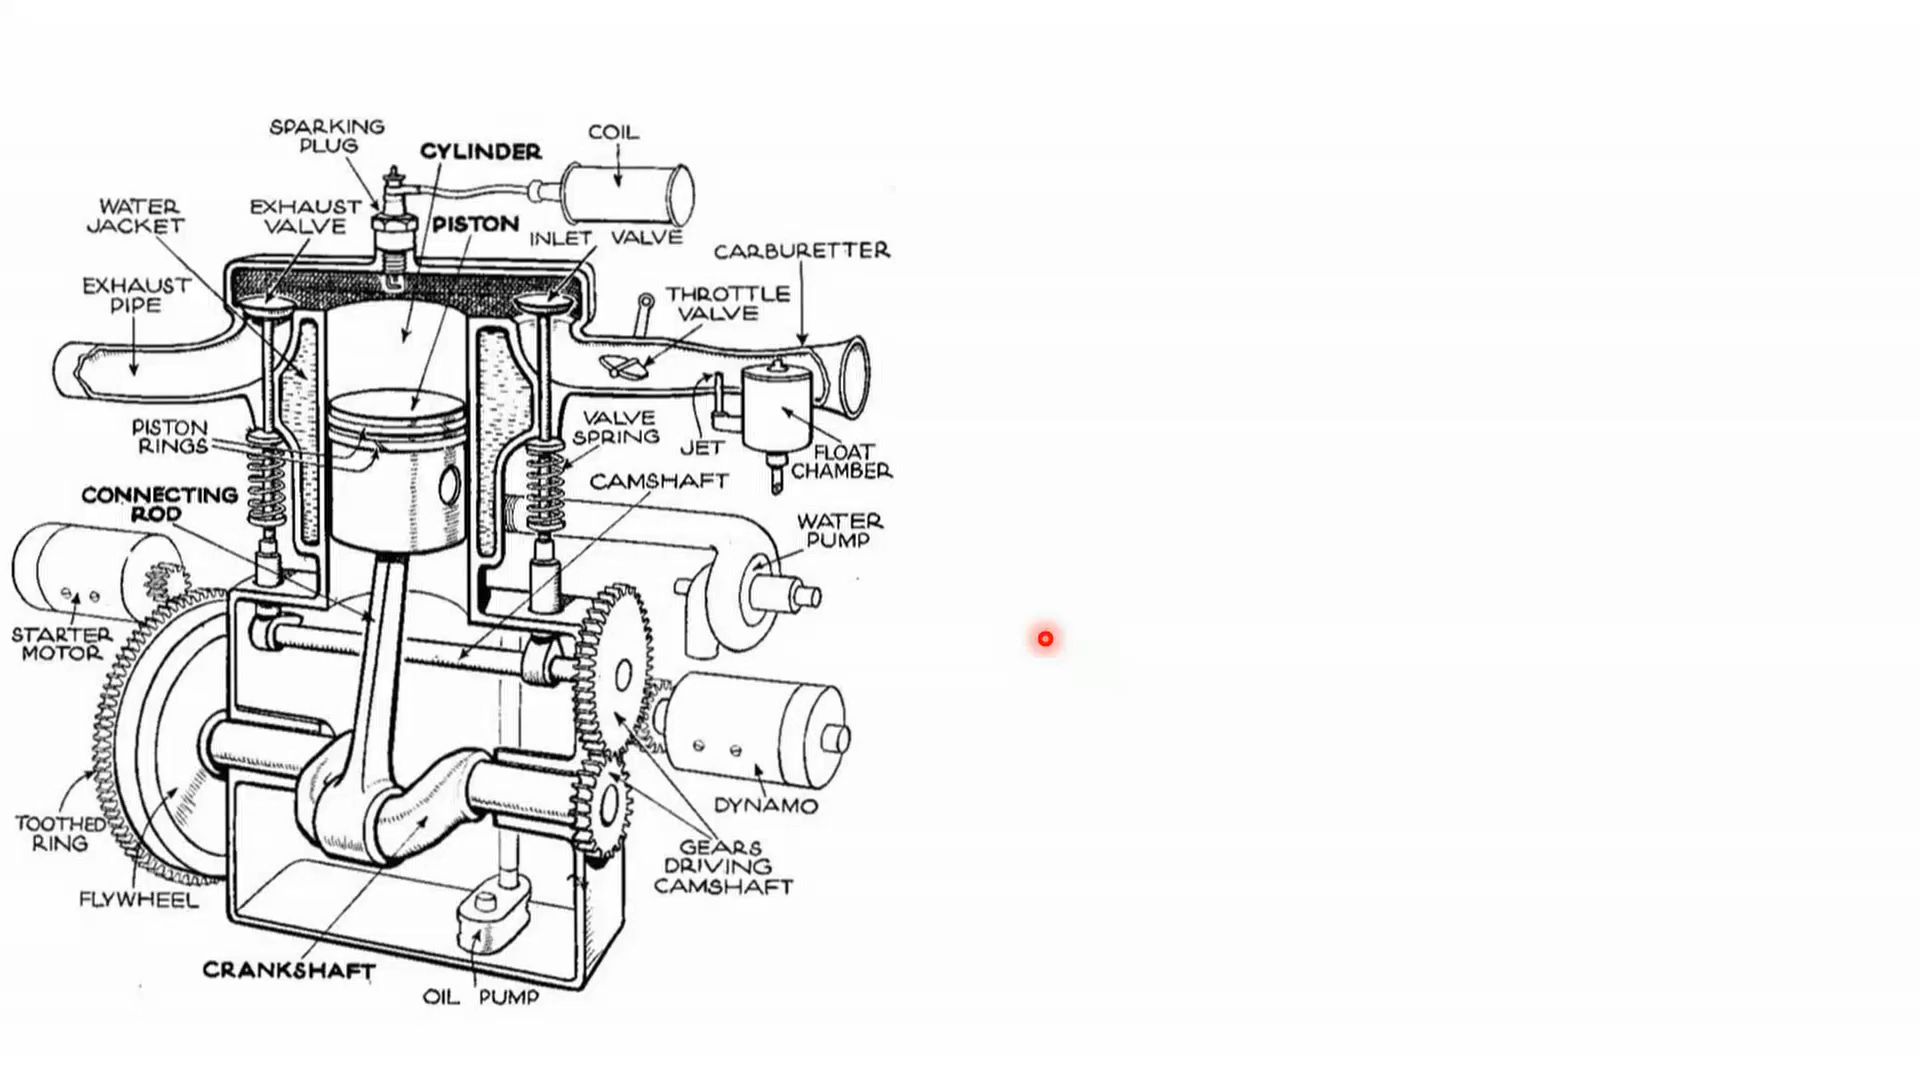 SPARKING
PLUG
CYLINDER
COIL
WATER
JACKET
EXHAUST
VALVE
PISTON
INLET VALVE
CARBURETTER
EXHAUST
PIPE
THROTTLE
VALVE
PISTON
RINGS
VALVE
SPRING
JET
FLOAT
CHAMBER
CAMSHAFT
CONNECTING
ROD
WATER
PUMP
STARTER
MOTOR
DYNAMO
TOOTHED
RING
GEARS
DRIVING
CAMSHAFT
FLYWHEEL
CRANKSHAFT
OIL PUMP